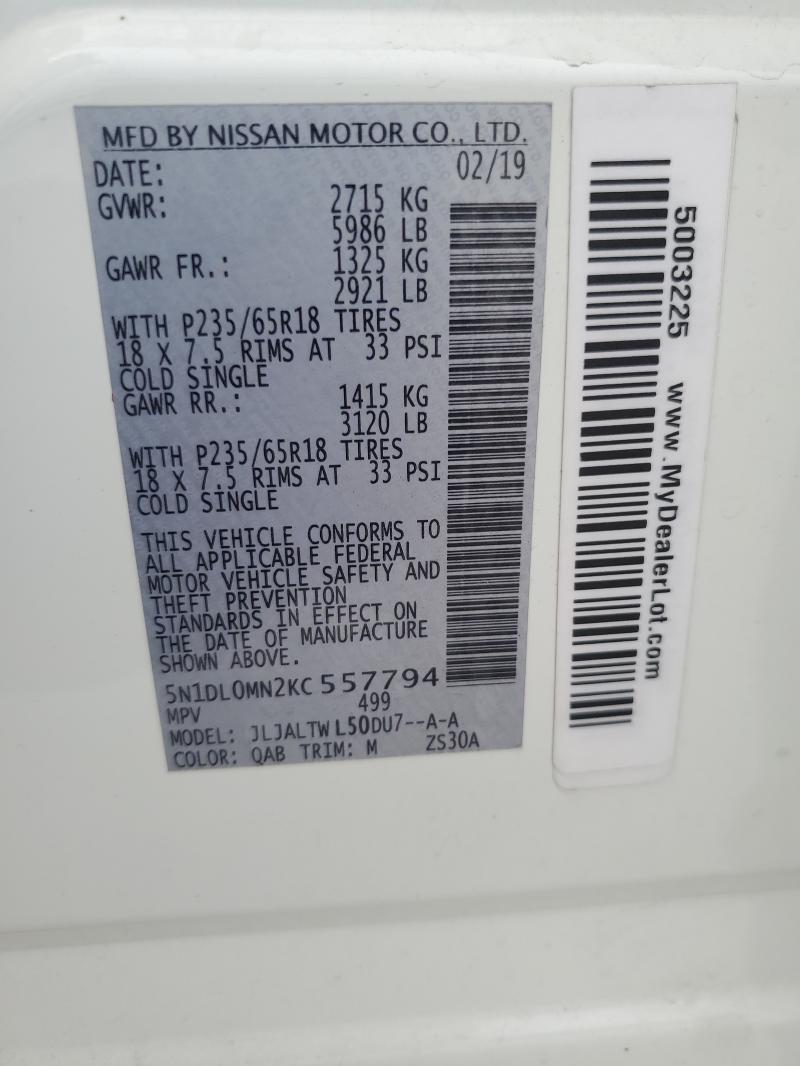 MFD BY NISSAN MOTOR CO., LTD.
DATE: 02/19
GVWR: 2715 KG
5986 LB
GAWR FR.: 1325 KG
2921 LB
WITH P235/65R18 TIRES
18 X 7.5 RIMS AT 33 PSI
COLD SINGLE
GAWR RR.: 1415 KG
3120 LB
WITH P235/65R18 TIRES
18 X 7.5 RIMS AT 33 PSI
COLD SINGLE
THIS VEHICLE CONFORMS TO
ALL APPLICABLE FEDERAL
MOTOR VEHICLE SAFETY AND
THEFT PREVENTION
STANDARDS IN EFFECT ON
THE DATE OF MANUFACTURE
SHOWN ABOVE.
5N1DL0MN2KC 557794
MPV 499
MODEL: JLJALTW L50DU7--A-A
COLOR: QAB TRIM: M ZS30A
5003225 www.MyDealerLot.com